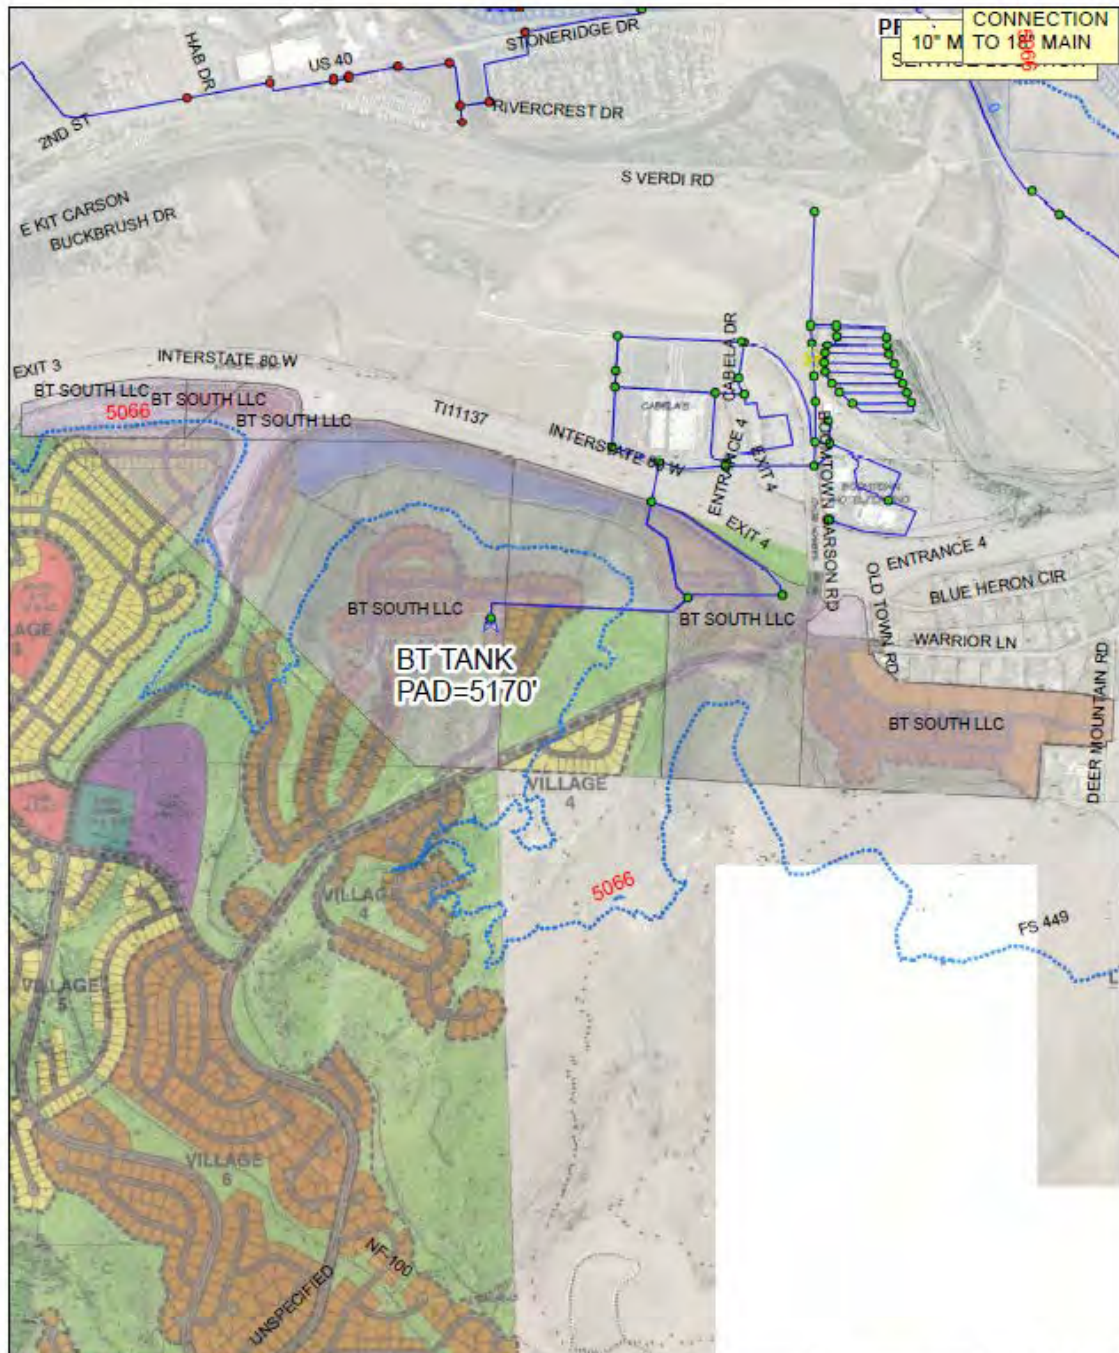 CONNECTION
TO 18" MAIN
10" M
5066
STONERIDGE DR
HAB DR
US 40
RIVERCREST DR
2ND ST
S VERDI RD
E KIT CARSON
BUCKBRUSH DR
CABELA DR
EXIT 3
INTERSTATE 80 W
BT SOUTH LLC
BT SOUTH LLC
5066
BT SOUTH LLC
TI11137
CABELA'S
INTERSTATE 80 W
ENTRANCE 4
EXIT 4
BOOMTOWN GARSON RD
EXIT 4
ENTRANCE 4
OLD TOWN RD
BLUE HERON CIR
WARRIOR LN
DEER MOUNTAIN RD
BT SOUTH LLC
BT SOUTH LLC
BT TANK
PAD=5170'
BT SOUTH LLC
VILLAGE
4
5066
VILLAGE
4
FS 449
VILLAGE
5
VILLAGE
6
NF-100
UNSPECIFIED